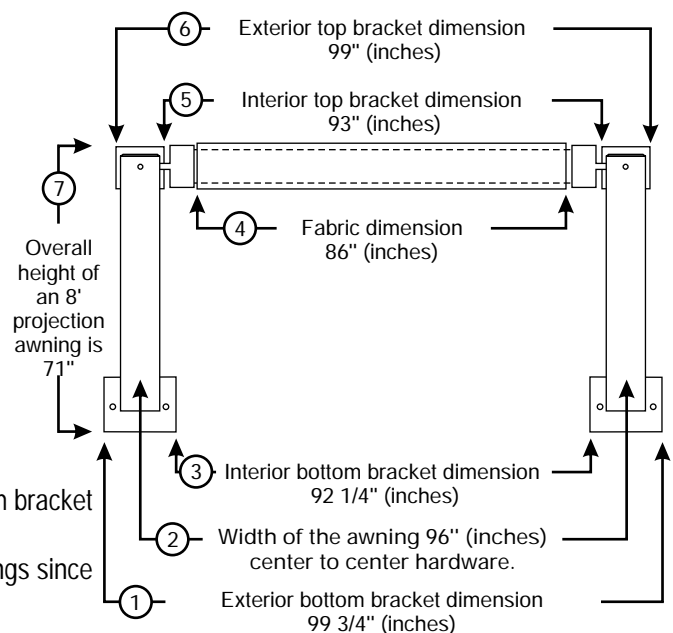 6 Exterior top bracket dimension
99" (inches)
5 Interior top bracket dimension
93" (inches)
7
4 Fabric dimension
86" (inches)
Overall
height of
an 8'
projection
awning is
71"
3 Interior bottom bracket dimension
92 1/4" (inches)
bracket
2 Width of the awning 96" (inches)
center to center hardware.
since
1 Exterior bottom bracket dimension
99 3/4" (inches)